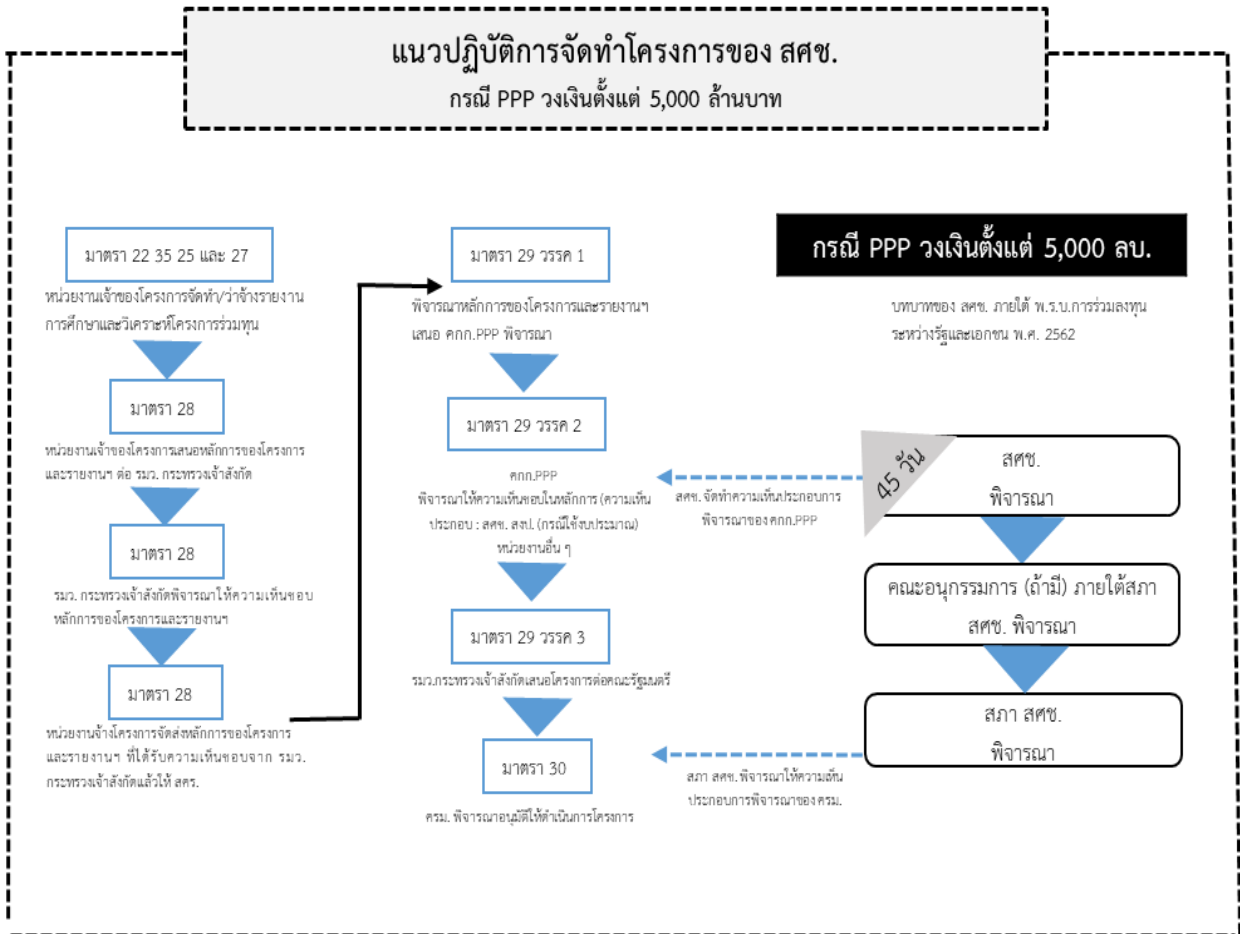 แนวปฏิบัติการจัดทำโครงการของ สศช.
กรณี PPP วงเงินตั้งแต่ 5,000 ล้านบาท
มาตรา 22 35 25 และ 27
หน่วยงานเจ้าของโครงการจัดทำ/ว่าจ้างรายงาน
การศึกษาและวิเคราะห์โครงการร่วมทุน
มาตรา 28
หน่วยงานเจ้าของโครงการเสนอหลักการของโครงการ
และรายงานฯ ต่อ รมว. กระทรวงเจ้าสังกัด
มาตรา 28
รมว. กระทรวงเจ้าสังกัดพิจารณาให้ความเห็นชอบ
หลักการของโครงการและรายงานฯ
มาตรา 28
หน่วยงานจ้างโครงการจัดส่งหลักการของโครงการ
และรายงานฯ ที่ได้รับความเห็นชอบจาก รมว.
กระทรวงเจ้าสังกัดแล้วให้ สคร.
มาตรา 29 วรรค 1
พิจารณาหลักการของโครงการและรายงานฯ
เสนอ คกก.PPP พิจารณา
มาตรา 29 วรรค 2
คกก.PPP
พิจารณาให้ความเห็นชอบในหลักการ (ความเห็น
ประกอบ : สศช. สงป. (กรณีใช้งบประมาณ)
หน่วยงานอื่น ๆ
มาตรา 29 วรรค 3
รมว.กระทรวงเจ้าสังกัดเสนอโครงการต่อคณะรัฐมนตรี
มาตรา 30
ครม. พิจารณาอนุมัติให้ดำเนินการโครงการ
กรณี PPP วงเงินตั้งแต่ 5,000 ลบ.
บทบาทของ สศช. ภายใต้ พ.ร.บ.การร่วมลงทุน
ระหว่างรัฐและเอกชน พ.ศ. 2562
45 วัน
สศช.
พิจารณา
สศช. จัดทำความเห็นประกอบการ
พิจารณาของ คกก.PPP
คณะอนุกรรมการ (ถ้ามี) ภายใต้สภา
สศช. พิจารณา
สภา สศช.
พิจารณา
สภา สศช. พิจารณาให้ความเห็น
ประกอบการพิจารณาของ ครม.